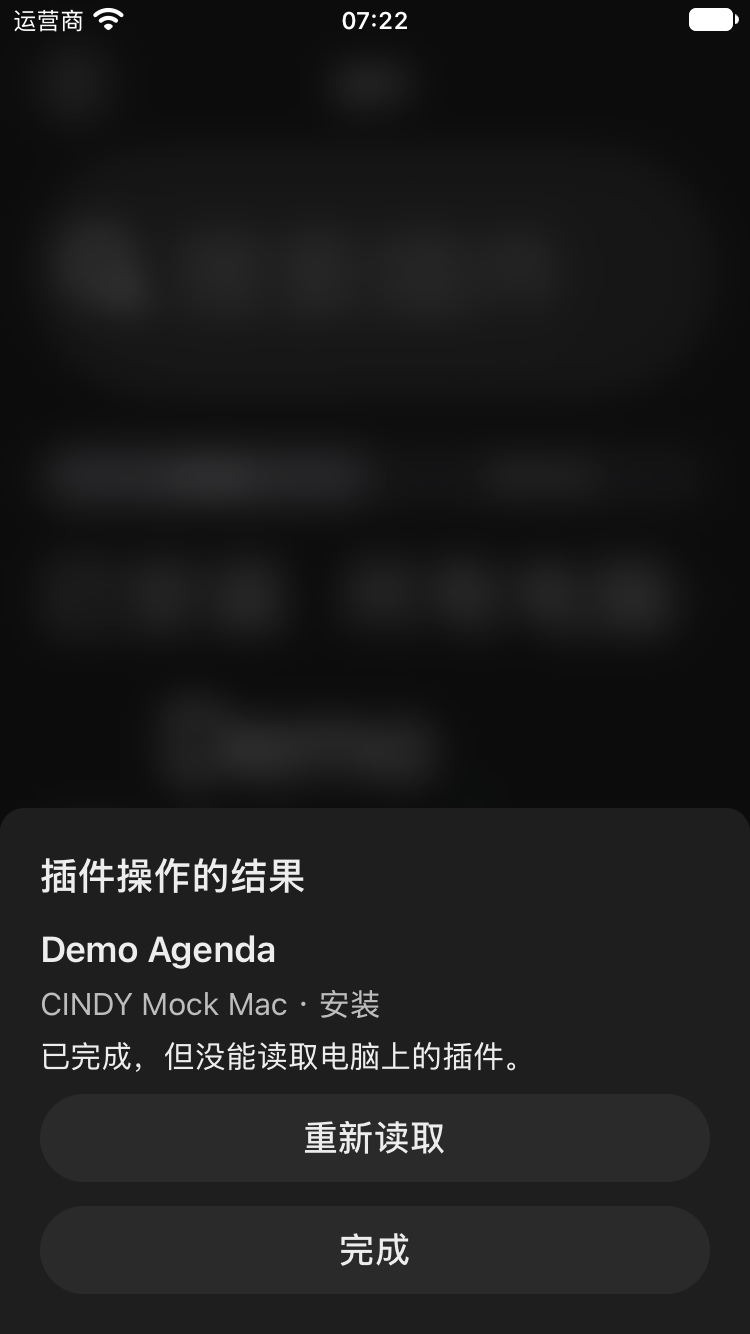 运营商
07:22
插件操作的结果
Demo Agenda
CINDY Mock Mac · 安装
已完成，但没能读取电脑上的插件。
重新读取
完成